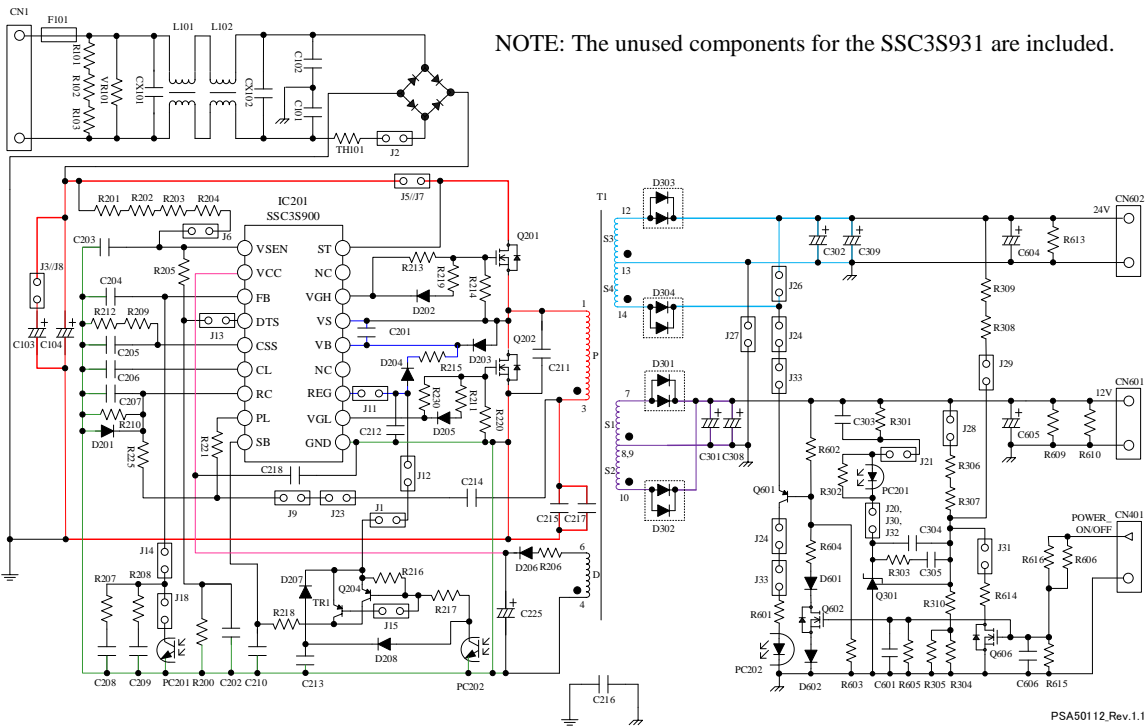 CN1
F101
L101
L102
R101
R102
R103
VR101
CX101
CX102
C102
C101
TH101
J2
NOTE: The unused components for the SSC3S931 are included.
J5//J7
R201
R202
R203
R204
J6
IC201
SSC3S900
VSEN
VCC
FB
DTS
CSS
CL
RC
PL
SB
ST
NC
VGH
VS
VB
NC
REG
VGL
GND
J3//J8
C103
C104
C203
C204
R212
R209
C205
C206
C207
R210
D201
R205
J13
R225
R221
C218
J9
J23
J1
J11
J12
C212
C201
D204
R215
D203
R213
R219
R214
D202
R230
R211
R220
D205
Q201
Q202
C211
C214
C215
C217
T1
1
P
3
6
D
4
12
S3
13
S4
14
7
S1
8,9
S2
10
D303
D304
D301
D302
C302
C309
C301
C308
J27
J26
J24
J33
R309
R308
J29
C604
R613
24V
CN602
12V
CN601
C605
R609
R610
C303
R301
J28
J21
R302
PC201
R306
R307
J20,
J30,
J32
C304
R303
C305
Q301
R310
J31
R614
Q606
R602
Q601
J24
J33
R601
PC202
R604
D601
Q602
D602
R603
C601
R605
R305
R304
C606
R615
R616
R606
POWER_
ON/OFF
CN401
J14
J18
R207
R208
C208
C209
PC201
R200
C202
C210
R218
C213
D207
TR1
Q204
R216
J15
R217
D208
PC202
C225
D206
R206
C216
PSA50112_Rev.1.1